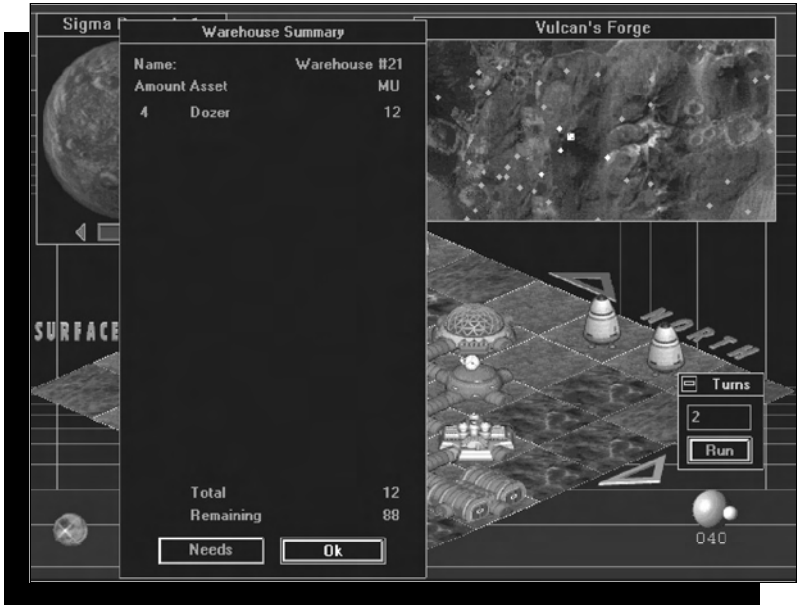 Sigma
Warehouse Summary
Name: Warehouse #21
Amount Asset MU
4 Dozer 12
Total 12
Remaining 88
Needs Ok
Vulcan's Forge
SURFACE
NORTH
Turns
2
Run
040